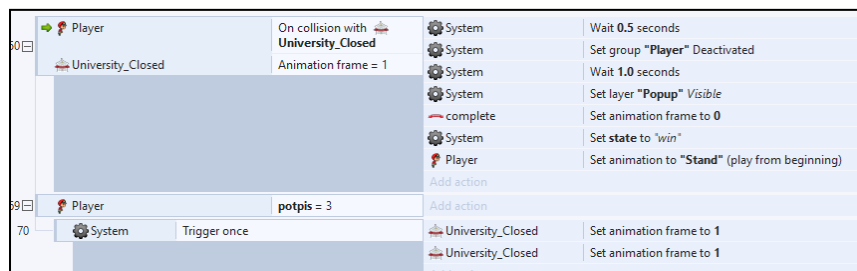 Player On collision with University_Closed System Wait 0.5 seconds
60 System Set group "Player" Deactivated
University_Closed Animation frame = 1 System Wait 1.0 seconds
System Set layer "Popup" Visible
complete Set animation frame to 0
System Set state to "win"
Player Set animation to "Stand" (play from beginning)
Add action
69 Player potpis = 3 Add action
70 System Trigger once University_Closed Set animation frame to 1
University_Closed Set animation frame to 1